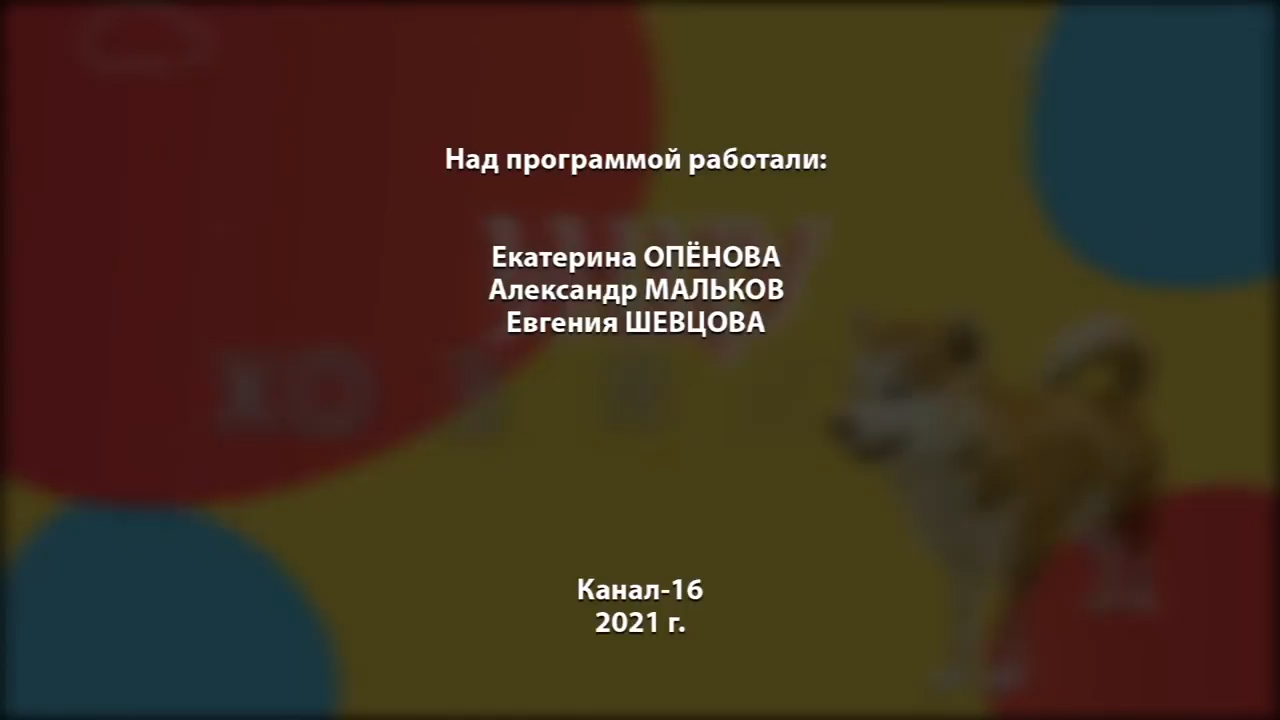 Над программой работали:
Екатерина ОПЁНОВА
Александр МАЛЬКОВ
Евгения ШЕВЦОВА
Канал-16
2021 г.